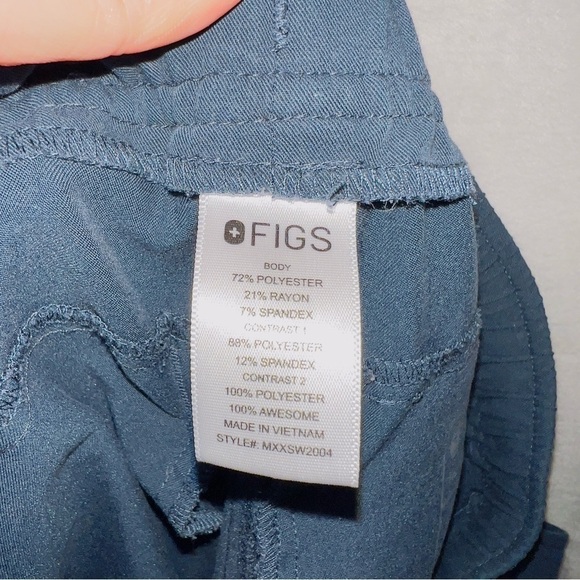 FIGS
BODY
72% POLYESTER
21% RAYON
7% SPANDEX
CONTRAST 1
88% POLYESTER
12% SPANDEX
CONTRAST 2
100% POLYESTER
100% AWESOME
MADE IN VIETNAM
STYLE#: MXXSW2004